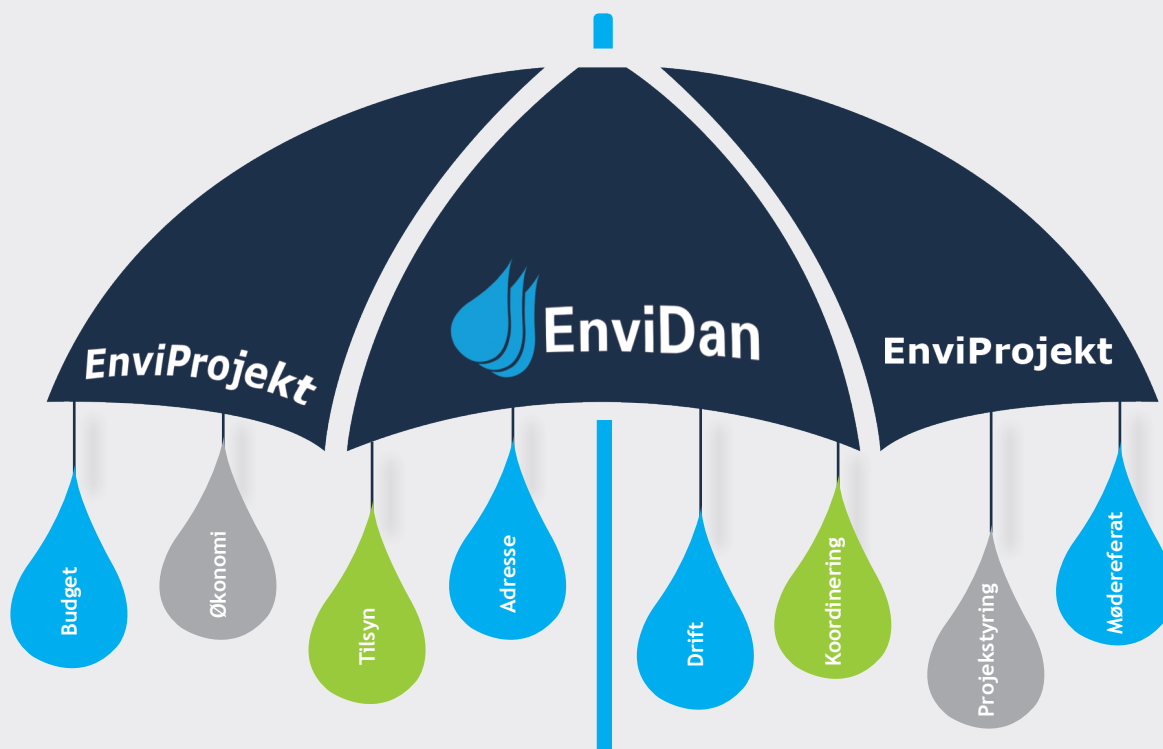 EnviProjekt
EnviDan
EnviProjekt
Budget
Økonomi
Tilsyn
Adresse
Drift
Koordinering
Projekstyring
Mødereferat